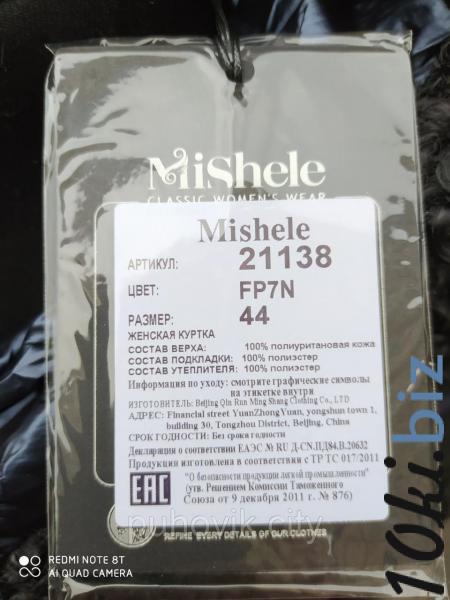 MiShele
CLASSIC WOMEN'S WEAR
Mishele
АРТИКУЛ: 21138
ЦВЕТ: FP7N
РАЗМЕР: 44
ЖЕНСКАЯ КУРТКА
СОСТАВ ВЕРХА: 100% полиуритановая кожа
СОСТАВ ПОДКЛАДКИ: 100% полиэстер
СОСТАВ УТЕПЛИТЕЛЯ: 100% полиэстер
Информация по уходу: смотрите графические символы
на этикетке внутри
ИЗГОТОВИТЕЛЬ: Beijing Qin Run Ming Shang Clothing Co., LTD
АДРЕС: Financial street YuanZhongYuan, yongshun town 1,
building 30, Tongzhou District, Beijing, China
СРОК ГОДНОСТИ: Без срока годности
Декларация о соответствии ЕАЭС № RU Д-CN.ПД84.В.20632
Продукция изготовлена в соответствии с ТР ТС 017/2011
"О безопасности продукции легкой промышленности"
(утв. Решением Комиссии Таможенного
Союза от 9 декабря 2011 г. № 876)
EAC
puhovik.city
REFINE EVERY DETAILS OF OUR CLOTHES
REDMI NOTE 8T
AI QUAD CAMERA
10ki.biz